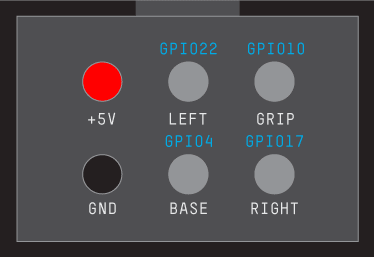 GPIO22 GPIO10
+5V LEFT GRIP
GPIO4 GPIO17
GND BASE RIGHT